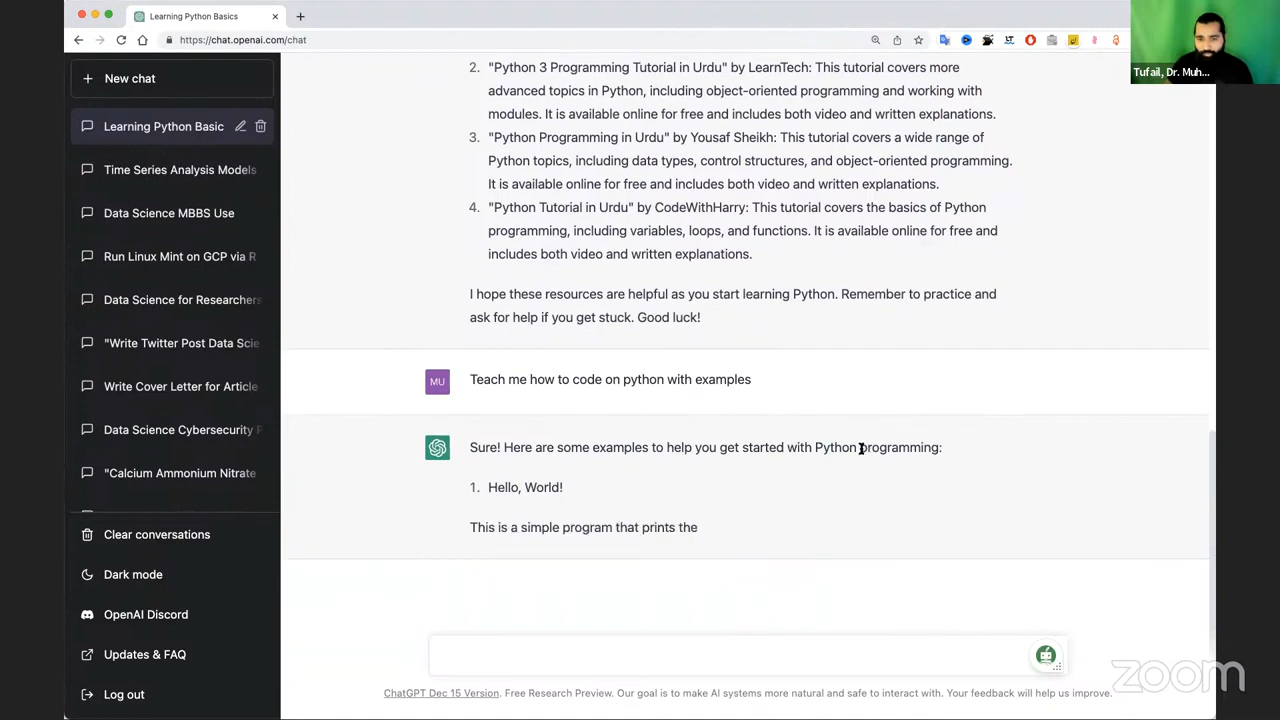 Learning Python Basics
https://chat.openai.com/chat
Tufail, Dr. Muh...
New chat
Learning Python Basic
Time Series Analysis Models
Data Science MBBS Use
Run Linux Mint on GCP via R
Data Science for Researchers
"Write Twitter Post Data Scie
Write Cover Letter for Article
Data Science Cybersecurity P
"Calcium Ammonium Nitrate
Clear conversations
Dark mode
OpenAI Discord
Updates & FAQ
Log out
2. "Python 3 Programming Tutorial in Urdu" by LearnTech: This tutorial covers more
advanced topics in Python, including object-oriented programming and working with
modules. It is available online for free and includes both video and written explanations.
3. "Python Programming in Urdu" by Yousaf Sheikh: This tutorial covers a wide range of
Python topics, including data types, control structures, and object-oriented programming.
It is available online for free and includes both video and written explanations.
4. "Python Tutorial in Urdu" by CodeWithHarry: This tutorial covers the basics of Python
programming, including variables, loops, and functions. It is available online for free and
includes both video and written explanations.
I hope these resources are helpful as you start learning Python. Remember to practice and
ask for help if you get stuck. Good luck!
MU
Teach me how to code on python with examples
Sure! Here are some examples to help you get started with Python programming:
1. Hello, World!
This is a simple program that prints the
ChatGPT Dec 15 Version. Free Research Preview. Our goal is to make AI systems more natural and safe to interact with. Your feedback will help us improve.
zoom